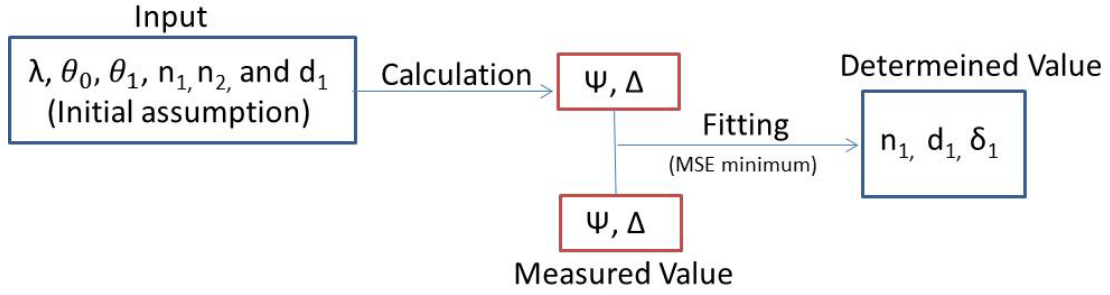 Input
λ, θ₀, θ₁, n₁, n₂, and d₁
(Initial assumption)
Calculation
Ψ, Δ
Determeined Value
Fitting
(MSE minimum)
n₁, d₁, δ₁
Ψ, Δ
Measured Value